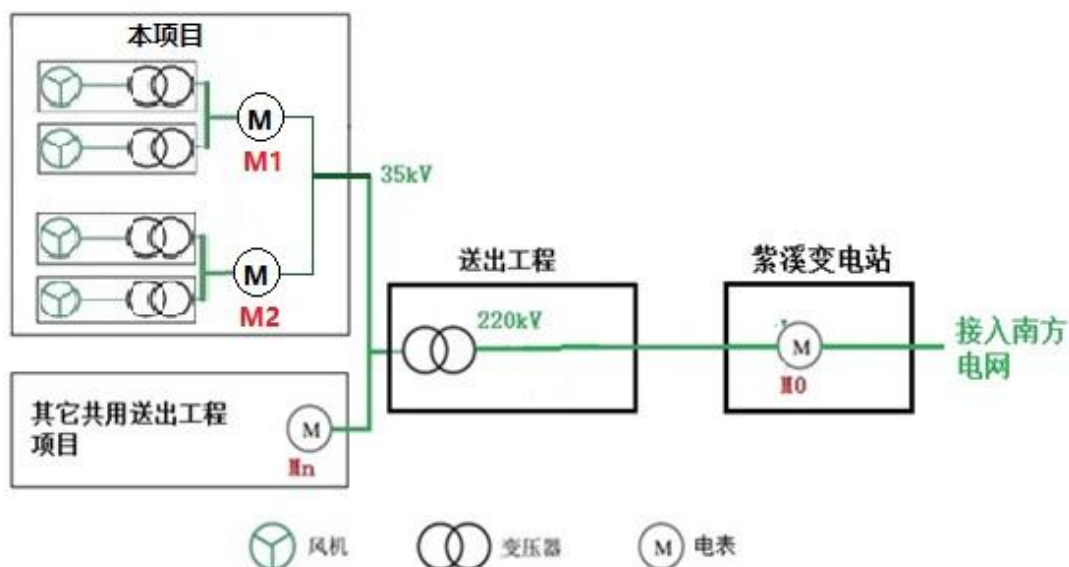 本项目
M
M1
M
M2
35kV
送出工程
220kV
紫溪变电站
M
M0
接入南方
电网
其它共用送出工程
项目
M
Mn
风机
变压器
M
电表